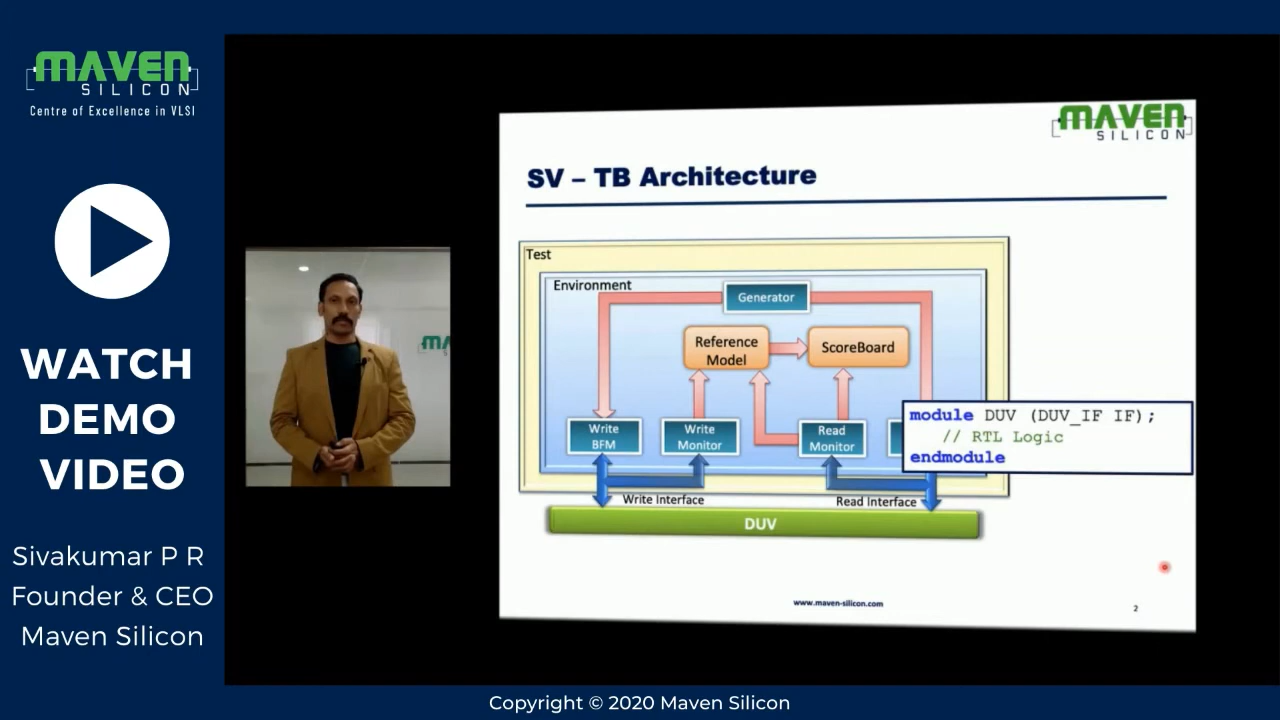 MAVEN
SILICON
Centre of Excellence in VLSI
WATCH
DEMO
VIDEO
Sivakumar P R
Founder & CEO
Maven Silicon
MAVEN
SILICON
SV – TB Architecture
Test
Environment
Generator
Reference
Model
ScoreBoard
Write
BFM
Write
Monitor
Read
Monitor
module DUV (DUV_IF IF);
// RTL Logic
endmodule
Write Interface
Read Interface
DUV
www.maven-silicon.com
2
Copyright © 2020 Maven Silicon